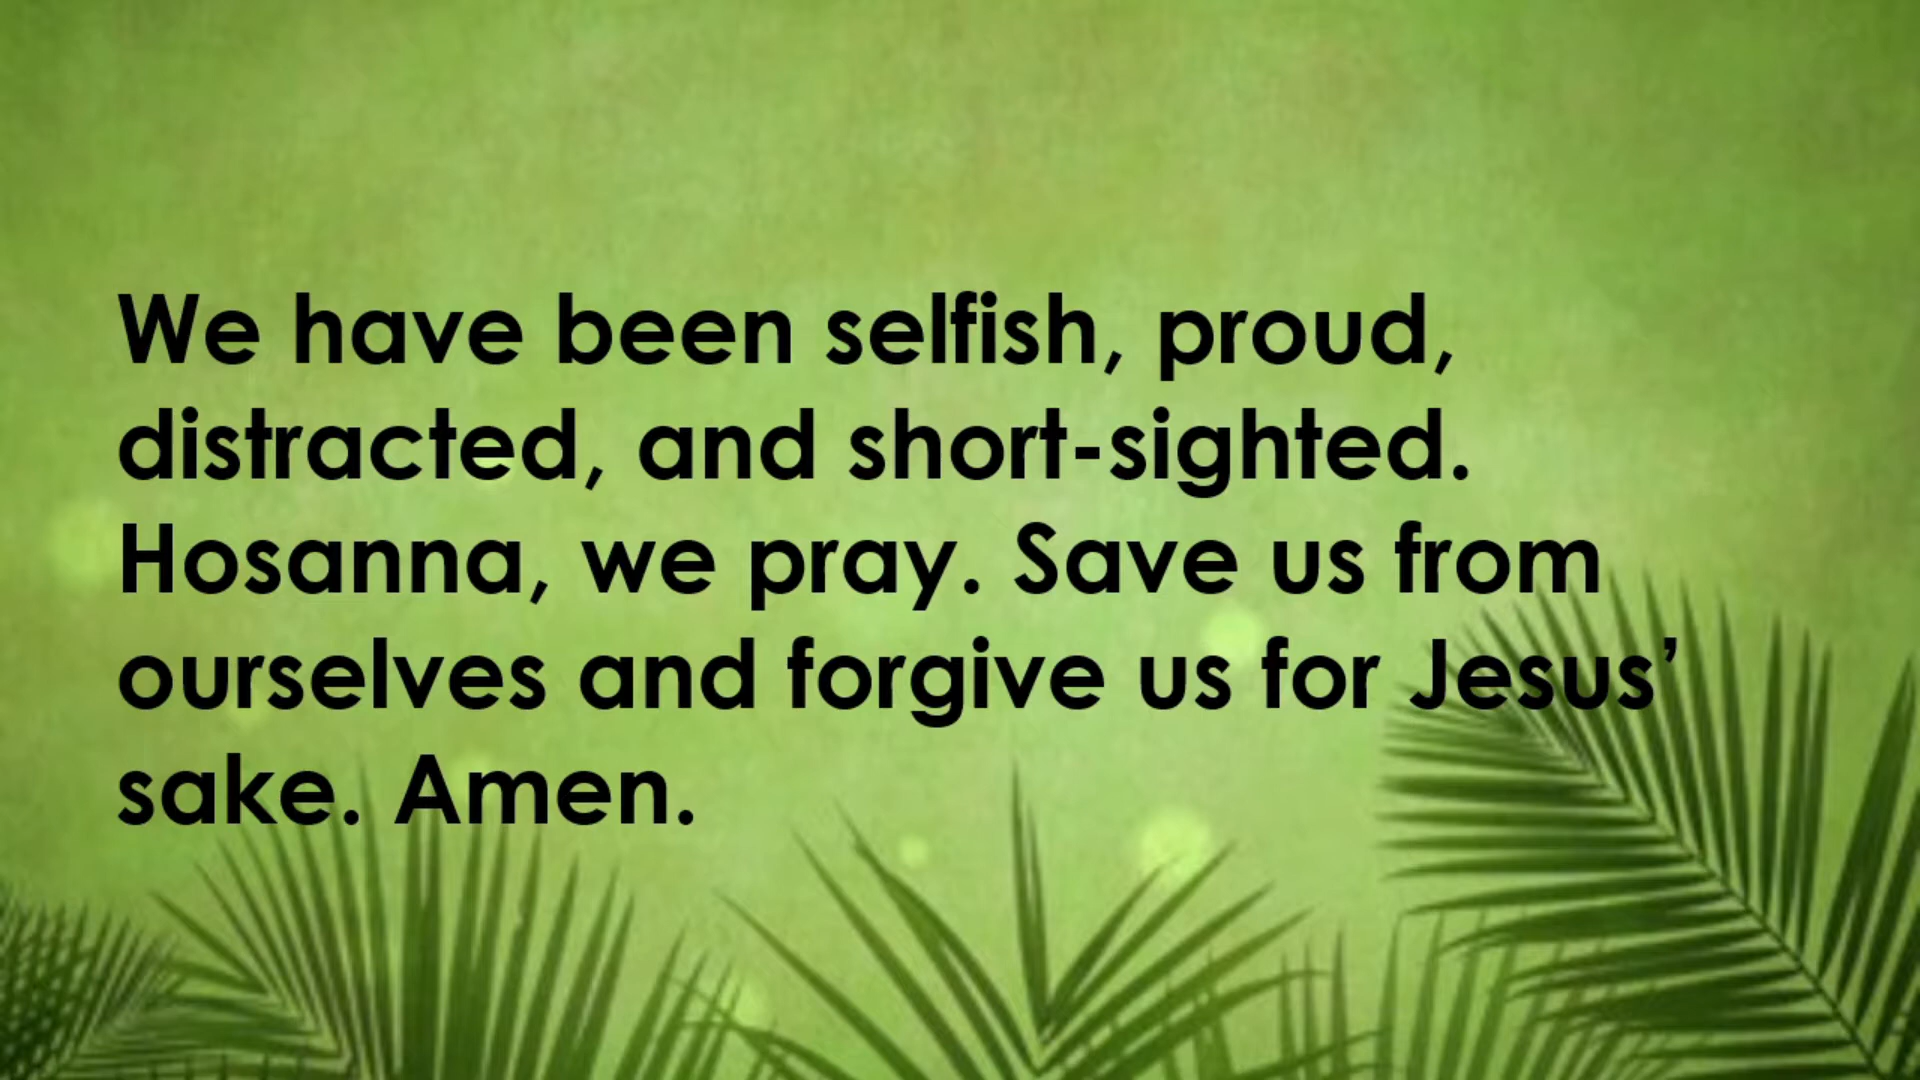 We have been selfish, proud,
distracted, and short-sighted.
Hosanna, we pray. Save us from
ourselves and forgive us for Jesus’
sake. Amen.